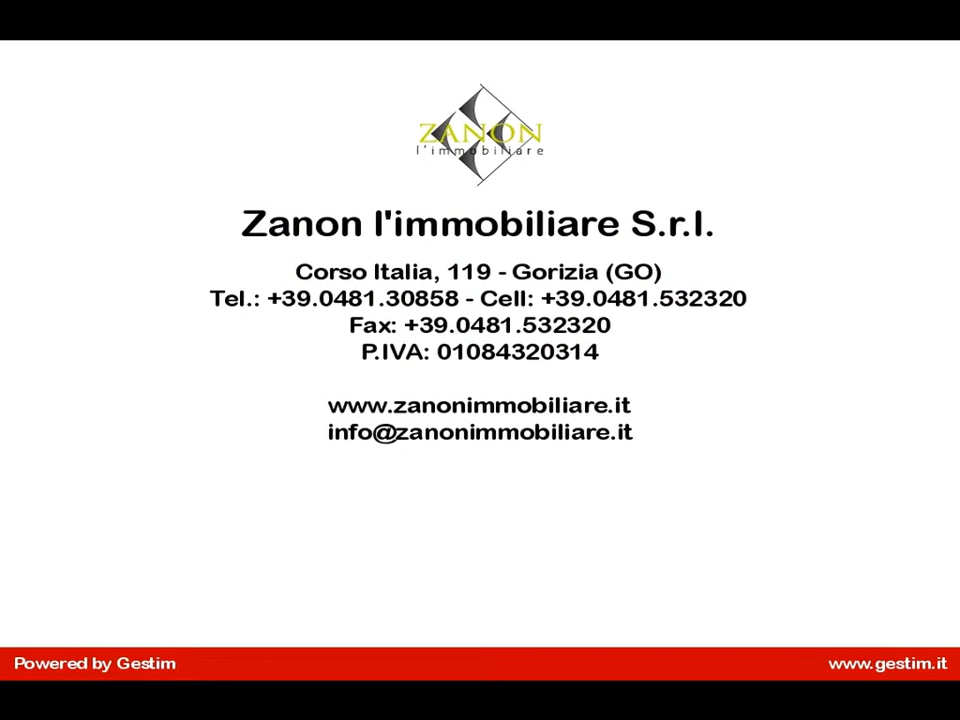 ZANON
l'immobiliare
Zanon l'immobiliare S.r.l.
Corso Italia, 119 - Gorizia (GO)
Tel.: +39.0481.30858 - Cell: +39.0481.532320
Fax: +39.0481.532320
P.IVA: 01084320314
www.zanonimmobiliare.it
info@zanonimmobiliare.it
Powered by Gestim
www.gestim.it